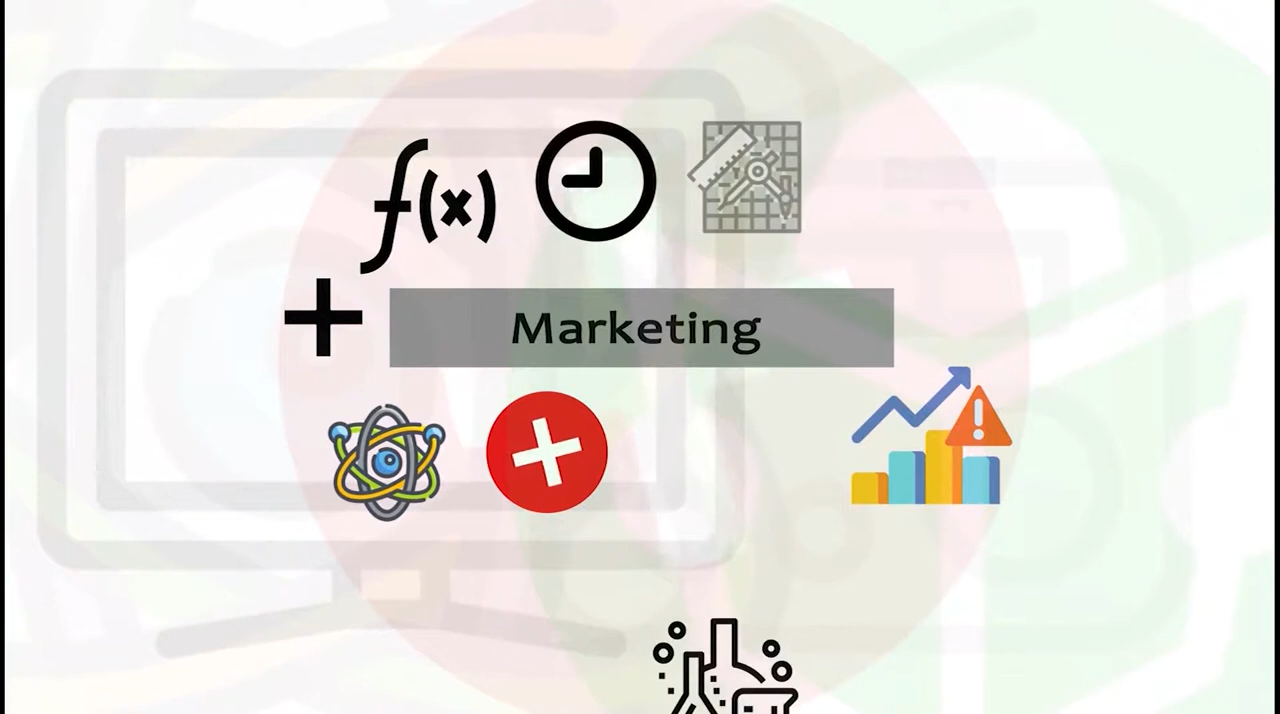 f(x)
+
Marketing
+
!